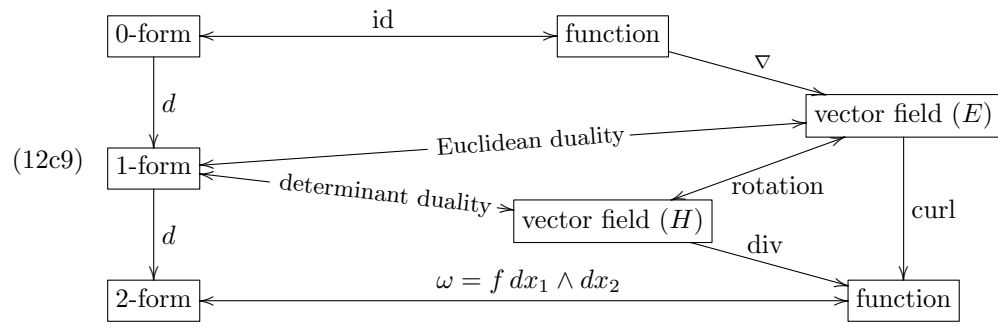 0-form id function
∇
d
vector field (E)
Euclidean duality
(12c9) 1-form
determinant duality
rotation
vector field (H)
curl
d
div
ω = f dx₁ ∧ dx₂
2-form function